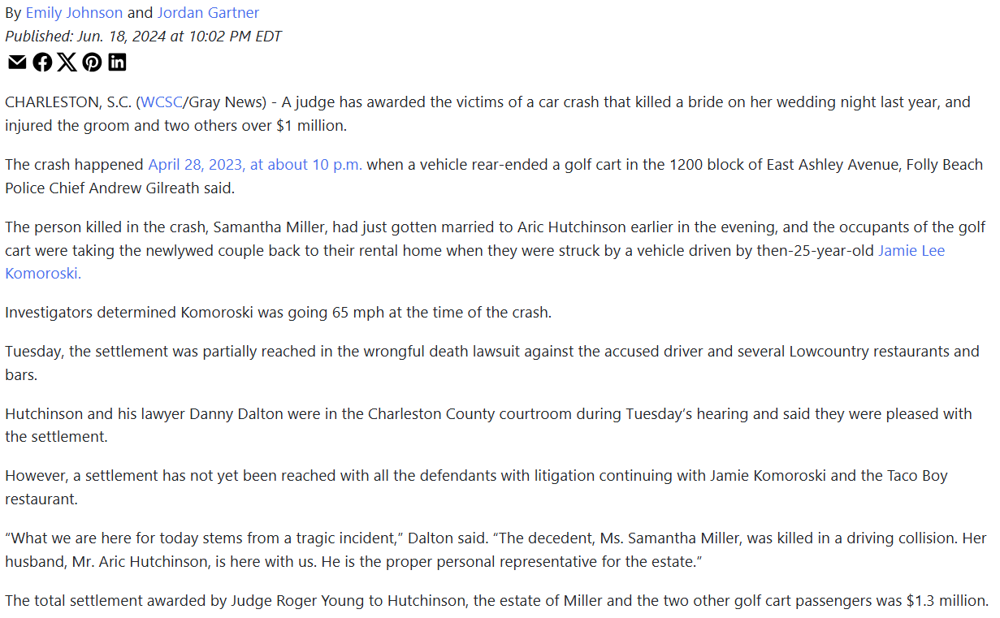 By Emily Johnson and Jordan Gartner
Published: Jun. 18, 2024 at 10:02 PM EDT
CHARLESTON, S.C. (WCSC/Gray News) - A judge has awarded the victims of a car crash that killed a bride on her wedding night last year, and
injured the groom and two others over $1 million.
The crash happened April 28, 2023, at about 10 p.m. when a vehicle rear-ended a golf cart in the 1200 block of East Ashley Avenue, Folly Beach
Police Chief Andrew Gilreath said.
The person killed in the crash, Samantha Miller, had just gotten married to Aric Hutchinson earlier in the evening, and the occupants of the golf
cart were taking the newlywed couple back to their rental home when they were struck by a vehicle driven by then-25-year-old Jamie Lee
Komoroski.
Investigators determined Komoroski was going 65 mph at the time of the crash.
Tuesday, the settlement was partially reached in the wrongful death lawsuit against the accused driver and several Lowcountry restaurants and
bars.
Hutchinson and his lawyer Danny Dalton were in the Charleston County courtroom during Tuesday’s hearing and said they were pleased with
the settlement.
However, a settlement has not yet been reached with all the defendants with litigation continuing with Jamie Komoroski and the Taco Boy
restaurant.
“What we are here for today stems from a tragic incident,” Dalton said. “The decedent, Ms. Samantha Miller, was killed in a driving collision. Her
husband, Mr. Aric Hutchinson, is here with us. He is the proper personal representative for the estate.”
The total settlement awarded by Judge Roger Young to Hutchinson, the estate of Miller and the two other golf cart passengers was $1.3 million.